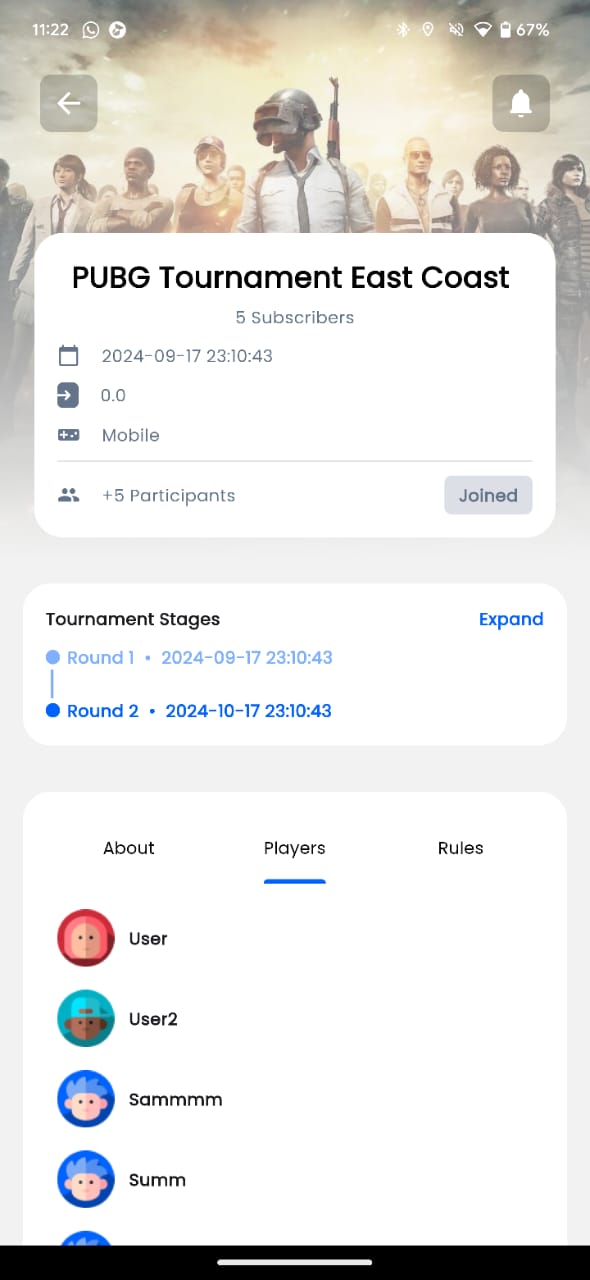 11:22
67%
PUBG Tournament East Coast
5 Subscribers
2024-09-17 23:10:43
0.0
Mobile
+5 Participants
Joined
Tournament Stages
Expand
Round 1 • 2024-09-17 23:10:43
Round 2 • 2024-10-17 23:10:43
About
Players
Rules
User
User2
Sammmm
Summ